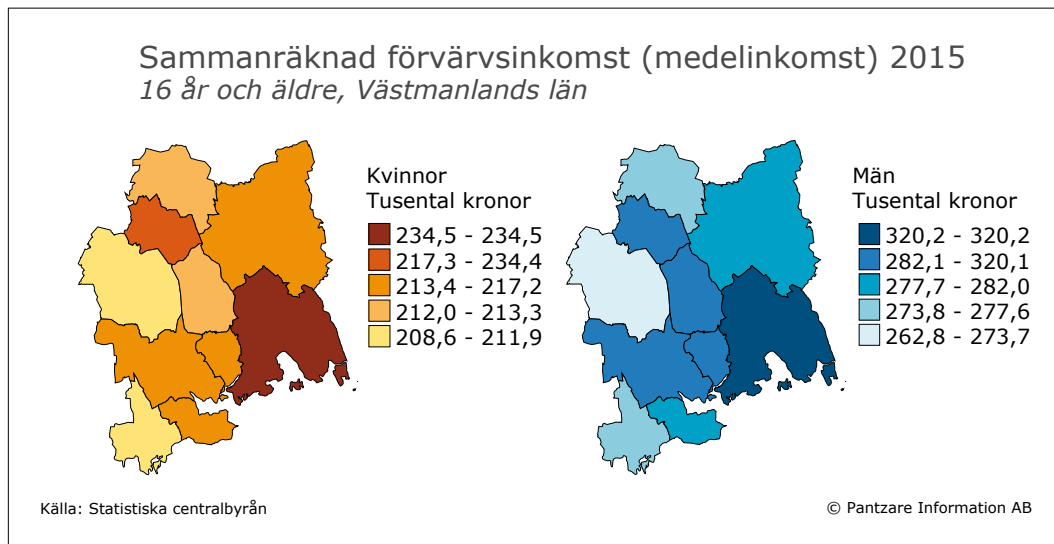 Sammanräknad förvärvsinkomst (medelinkomst) 2015
16 år och äldre, Västmanlands län
Kvinnor
Tusental kronor
234,5 - 234,5
217,3 - 234,4
213,4 - 217,2
212,0 - 213,3
208,6 - 211,9
Män
Tusental kronor
320,2 - 320,2
282,1 - 320,1
277,7 - 282,0
273,8 - 277,6
262,8 - 273,7
Källa: Statistiska centralbyrån
© Pantzare Information AB